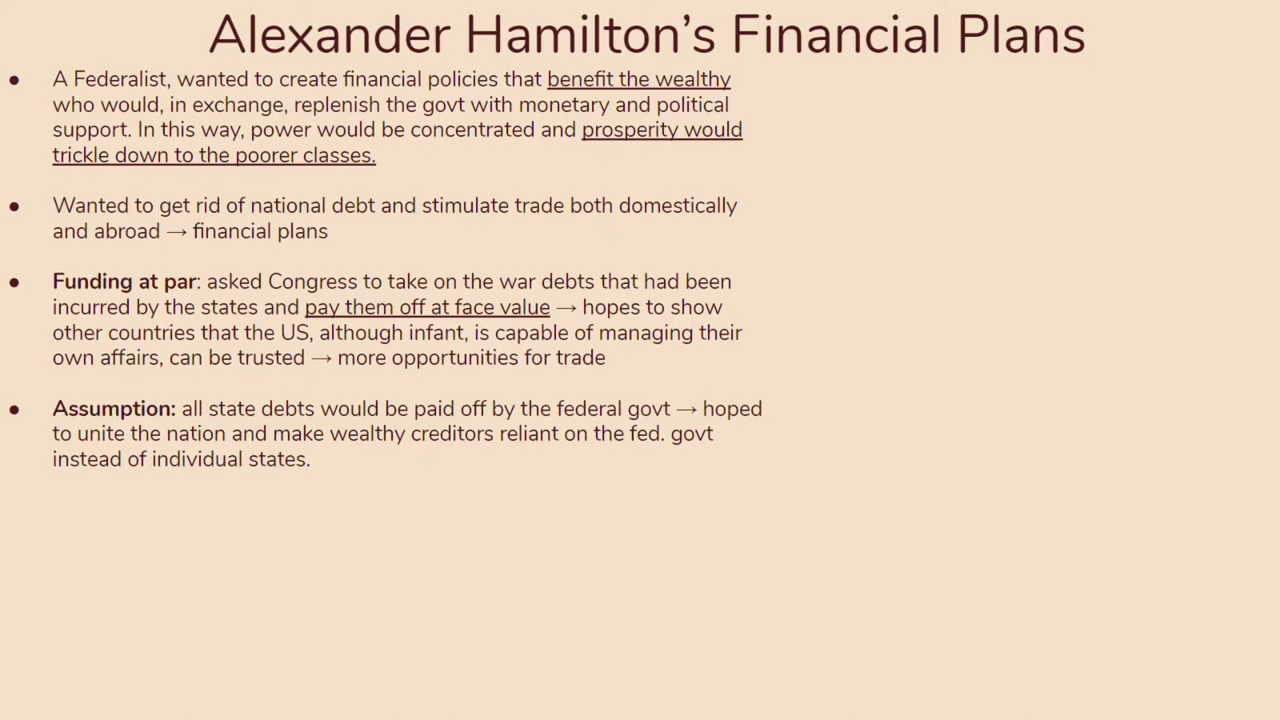 Alexander Hamilton’s Financial Plans
● A Federalist, wanted to create financial policies that benefit the wealthy
who would, in exchange, replenish the govt with monetary and political
support. In this way, power would be concentrated and prosperity would
trickle down to the poorer classes.
● Wanted to get rid of national debt and stimulate trade both domestically
and abroad → financial plans
● Funding at par: asked Congress to take on the war debts that had been
incurred by the states and pay them off at face value → hopes to show
other countries that the US, although infant, is capable of managing their
own affairs, can be trusted → more opportunities for trade
● Assumption: all state debts would be paid off by the federal govt → hoped
to unite the nation and make wealthy creditors reliant on the fed. govt
instead of individual states.